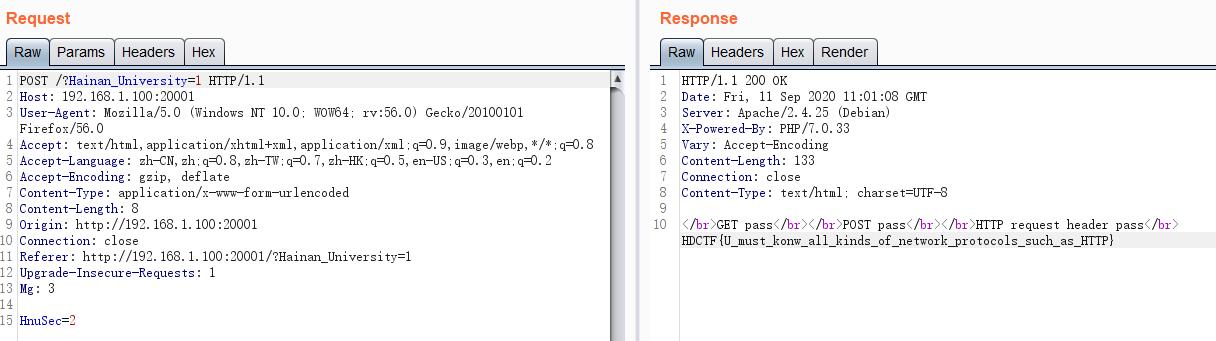 Request
Raw Params Headers Hex
1 POST /?Hainan_University=1 HTTP/1.1
2 Host: 192.168.1.100:20001
3 User-Agent: Mozilla/5.0 (Windows NT 10.0; WOW64; rv:56.0) Gecko/20100101
Firefox/56.0
4 Accept: text/html,application/xhtml+xml,application/xml;q=0.9,image/webp,*/*;q=0.8
5 Accept-Language: zh-CN,zh;q=0.8,zh-TW;q=0.7,zh-HK;q=0.5,en-US;q=0.3,en;q=0.2
6 Accept-Encoding: gzip, deflate
7 Content-Type: application/x-www-form-urlencoded
8 Content-Length: 8
9 Origin: http://192.168.1.100:20001
10 Connection: close
11 Referer: http://192.168.1.100:20001/?Hainan_University=1
12 Upgrade-Insecure-Requests: 1
13 Mg: 3
14
15 HnuSec=2
Response
Raw Headers Hex Render
1 HTTP/1.1 200 OK
2 Date: Fri, 11 Sep 2020 11:01:08 GMT
3 Server: Apache/2.4.25 (Debian)
4 X-Powered-By: PHP/7.0.33
5 Vary: Accept-Encoding
6 Content-Length: 133
7 Connection: close
8 Content-Type: text/html; charset=UTF-8
9
10 </br>GET pass</br></br>POST pass</br></br>HTTP request header pass</br>
HDCTF{U_must_konw_all_kinds_of_network_protocols_such_as_HTTP}